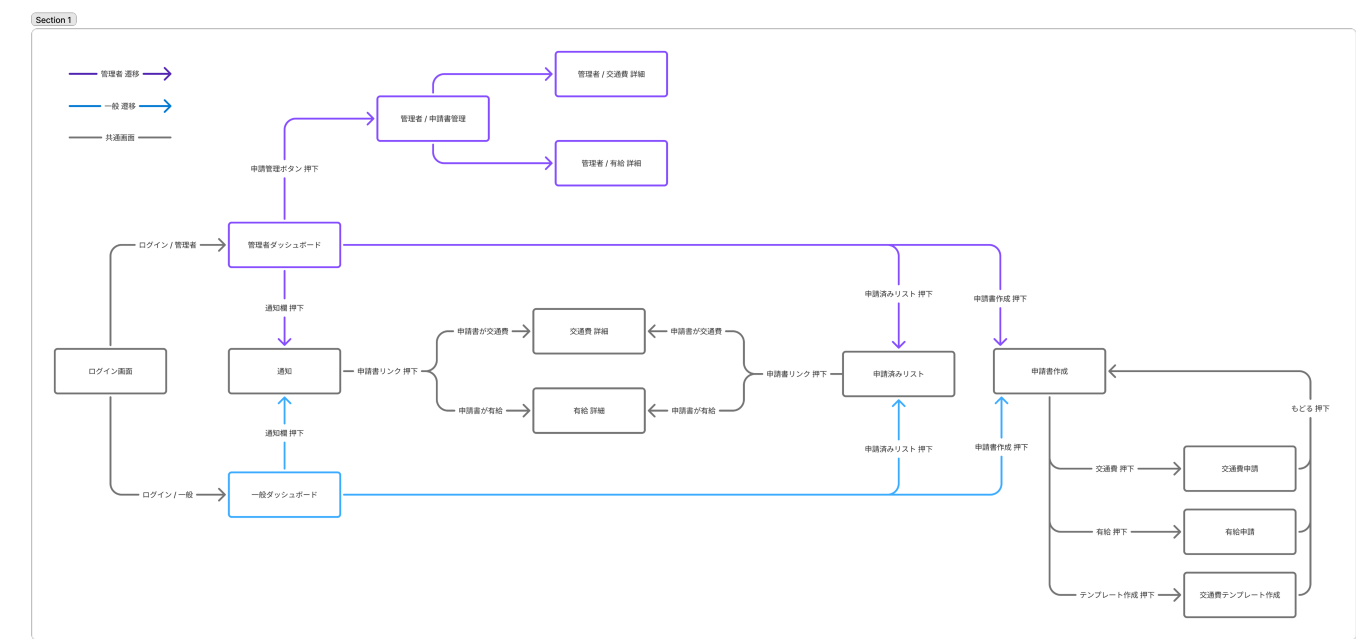 Section 1
管理者 遷移
一般 遷移
共通画面
管理者 / 交通費 詳細
管理者 / 申請書管理
管理者 / 有給 詳細
申請管理ボタン 押下
ログイン / 管理者
管理者ダッシュボード
通知欄 押下
申請済みリスト 押下
申請書作成 押下
申請書が交通費
交通費 詳細
申請書が交通費
ログイン画面
通知
申請書リンク 押下
申請書リンク 押下
申請済みリスト
申請書作成
申請書が有給
有給 詳細
申請書が有給
もどる 押下
通知欄 押下
申請済みリスト 押下
申請書作成 押下
ログイン / 一般
一般ダッシュボード
交通費 押下
交通費申請
有給 押下
有給申請
テンプレート作成 押下
交通費テンプレート作成